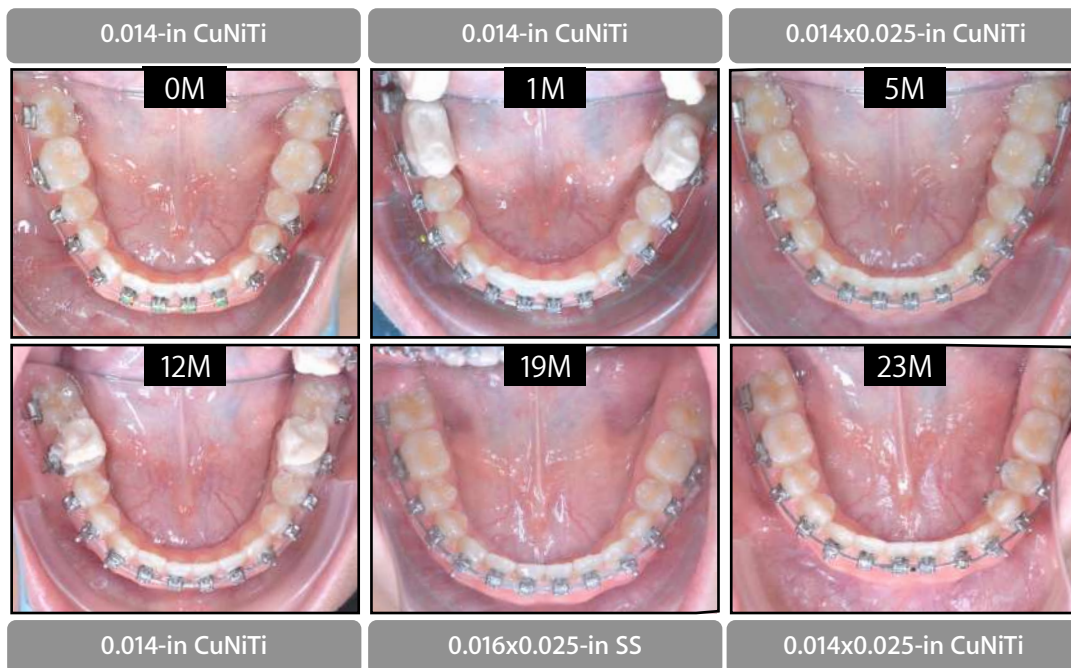 0.014-in CuNiTi
0.014-in CuNiTi
0.014x0.025-in CuNiTi
0M
1M
5M
12M
19M
23M
0.014-in CuNiTi
0.016x0.025-in SS
0.014x0.025-in CuNiTi